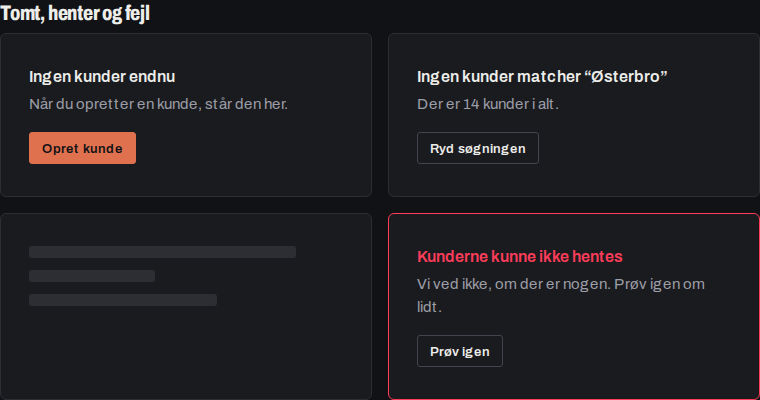 Tomt, henter og fejl
Ingen kunder endnu
Når du opretter en kunde, står den her.
Opret kunde
Ingen kunder matcher “Østerbro”
Der er 14 kunder i alt.
Ryd søgningen
Kunderne kunne ikke hentes
Vi ved ikke, om der er nogen. Prøv igen om
lidt.
Prøv igen